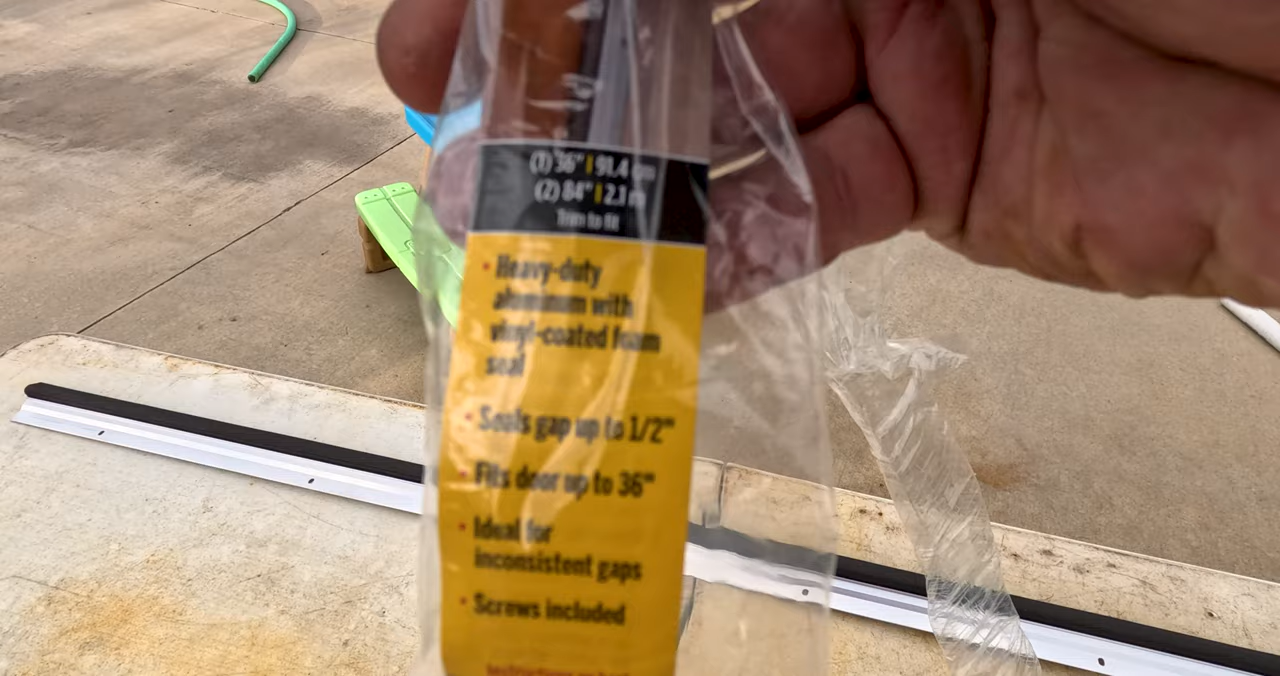 (1) 36" | 91.4 cm
(2) 84" | 2.1 m
Trim to fit
• Heavy-duty
aluminum with
vinyl-coated foam
seal
• Seals gap up to 1/2"
• Fits door up to 36"
• Ideal for
inconsistent gaps
• Screws included